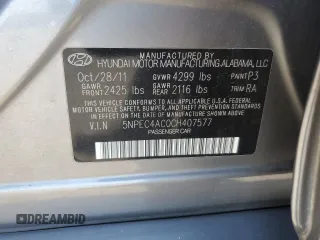 MANUFACTURED BY
HYUNDAI MOTOR MANUFACTURING ALABAMA, LLC
Oct/28/11 GVWR 4299 lbs PAINT P3
GAWR FRONT 2425 lbs GAWR REAR 2116 lbs TRIM RA
THIS VEHICLE CONFORMS TO ALL APPLICABLE U.S.A. FEDERAL MOTOR
VEHICLE SAFETY, BUMPER, AND THEFT PREVENTION STANDARDS IN
EFFECT ON THE DATE OF MANUFACTURE SHOWN ABOVE.
V.I.N 5NPEC4AC0CH407577
PASSENGER CAR
DREAMBID